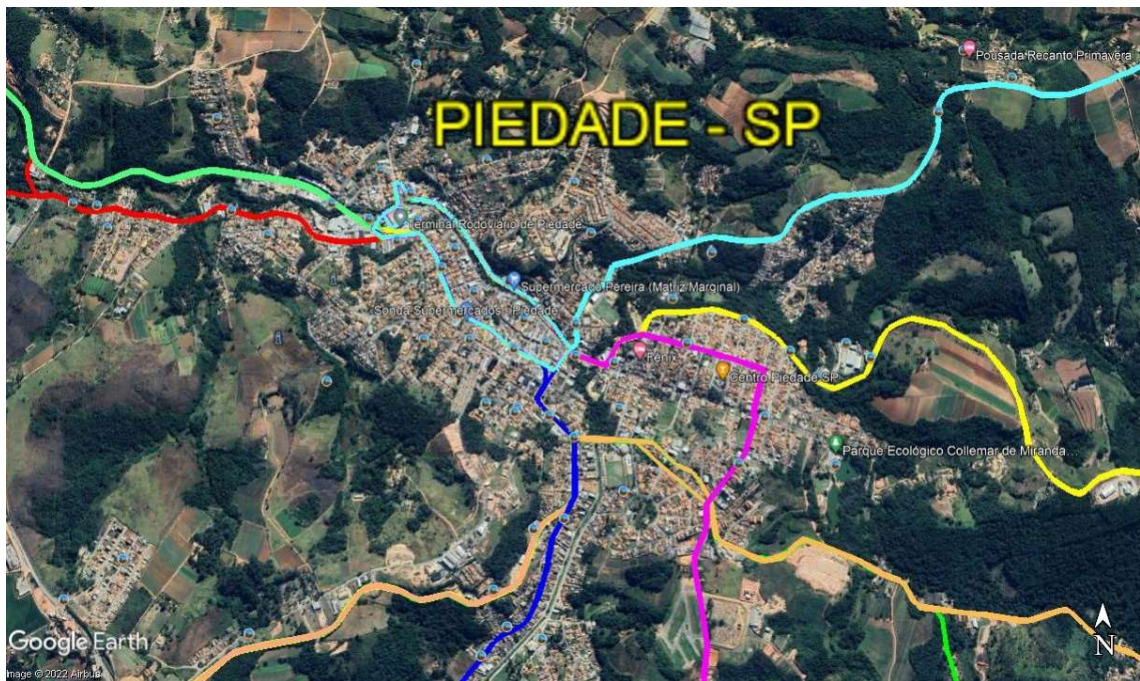 Pousada Recanto Primavera
PIEDADE - SP
Terminal Rodoviário de Piedade
Supermercado Pereira (Matriz Marginal)
Sonda Supermercados - Piedade
Fênix
Centro Piedade SP
Parque Ecológico Collemar de Miranda...
Google Earth
N
Image © 2022 Airbus